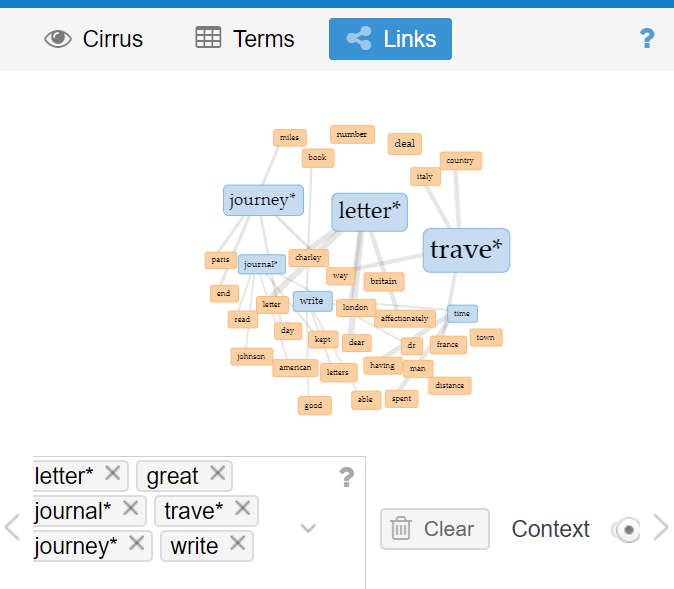 Cirrus Terms Links ?
miles number
deal
book country
italy
journey* letter*
trave*
paris journal* charley
way britain
end
letter write london time
read affectionately
day kept dear dr france town
johnson american letters having man
distance
good able spent
letter* great ?
journal* trave*
journey* write
Clear Context